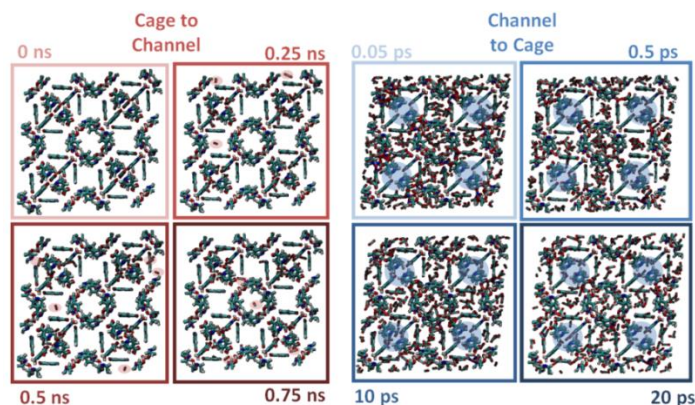 Cage to
Channel
0 ns
0.25 ns
0.5 ns
0.75 ns
Channel
to Cage
0.05 ps
0.5 ps
10 ps
20 ps